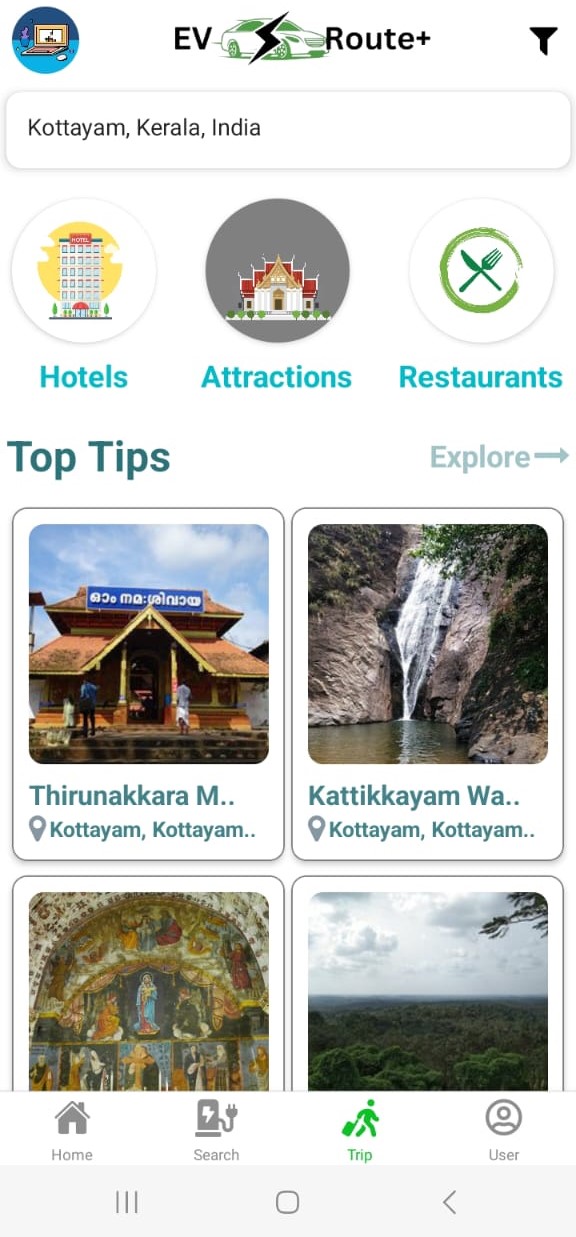 EV Route+
Kottayam, Kerala, India
HOTEL
Hotels
Attractions
Restaurants
Top Tips
Explore
ഓം നമ:ശിവായ
Thirunakkara M..
Kattikkayam Wa..
Kottayam, Kottayam..
Kottayam, Kottayam..
Home
Search
Trip
User